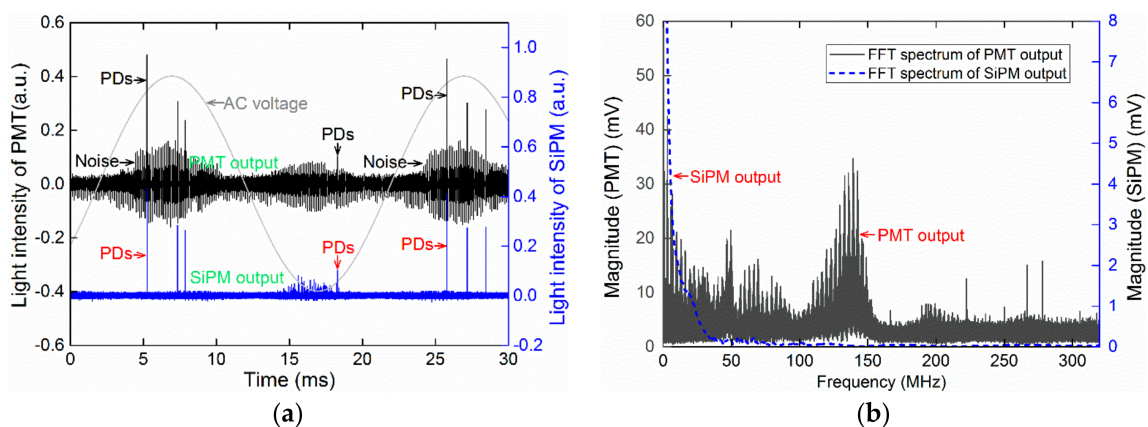 Light intensity of PMT(a.u.)
0.6
0.4
0.2
0.0
-0.2
-0.4
-0.6
PDs
AC voltage
PDs
Noise
PMT output
PDs
Noise
PDs
SiPM output
PDs
PDs
1.0
0.8
0.6
0.4
0.2
0.0
-0.2
Light intensity of SiPM (a.u.)
0
5
10
15
20
25
30
Time (ms)
(a)
Magnitude (PMT) (mV)
60
50
40
30
20
10
0
FFT spectrum of PMT output
FFT spectrum of SiPM output
SiPM output
PMT output
8
7
6
5
4
3
2
1
0
Magnitude (SiPM) (mV)
0
50
100
150
200
250
300
Frequency (MHz)
(b)